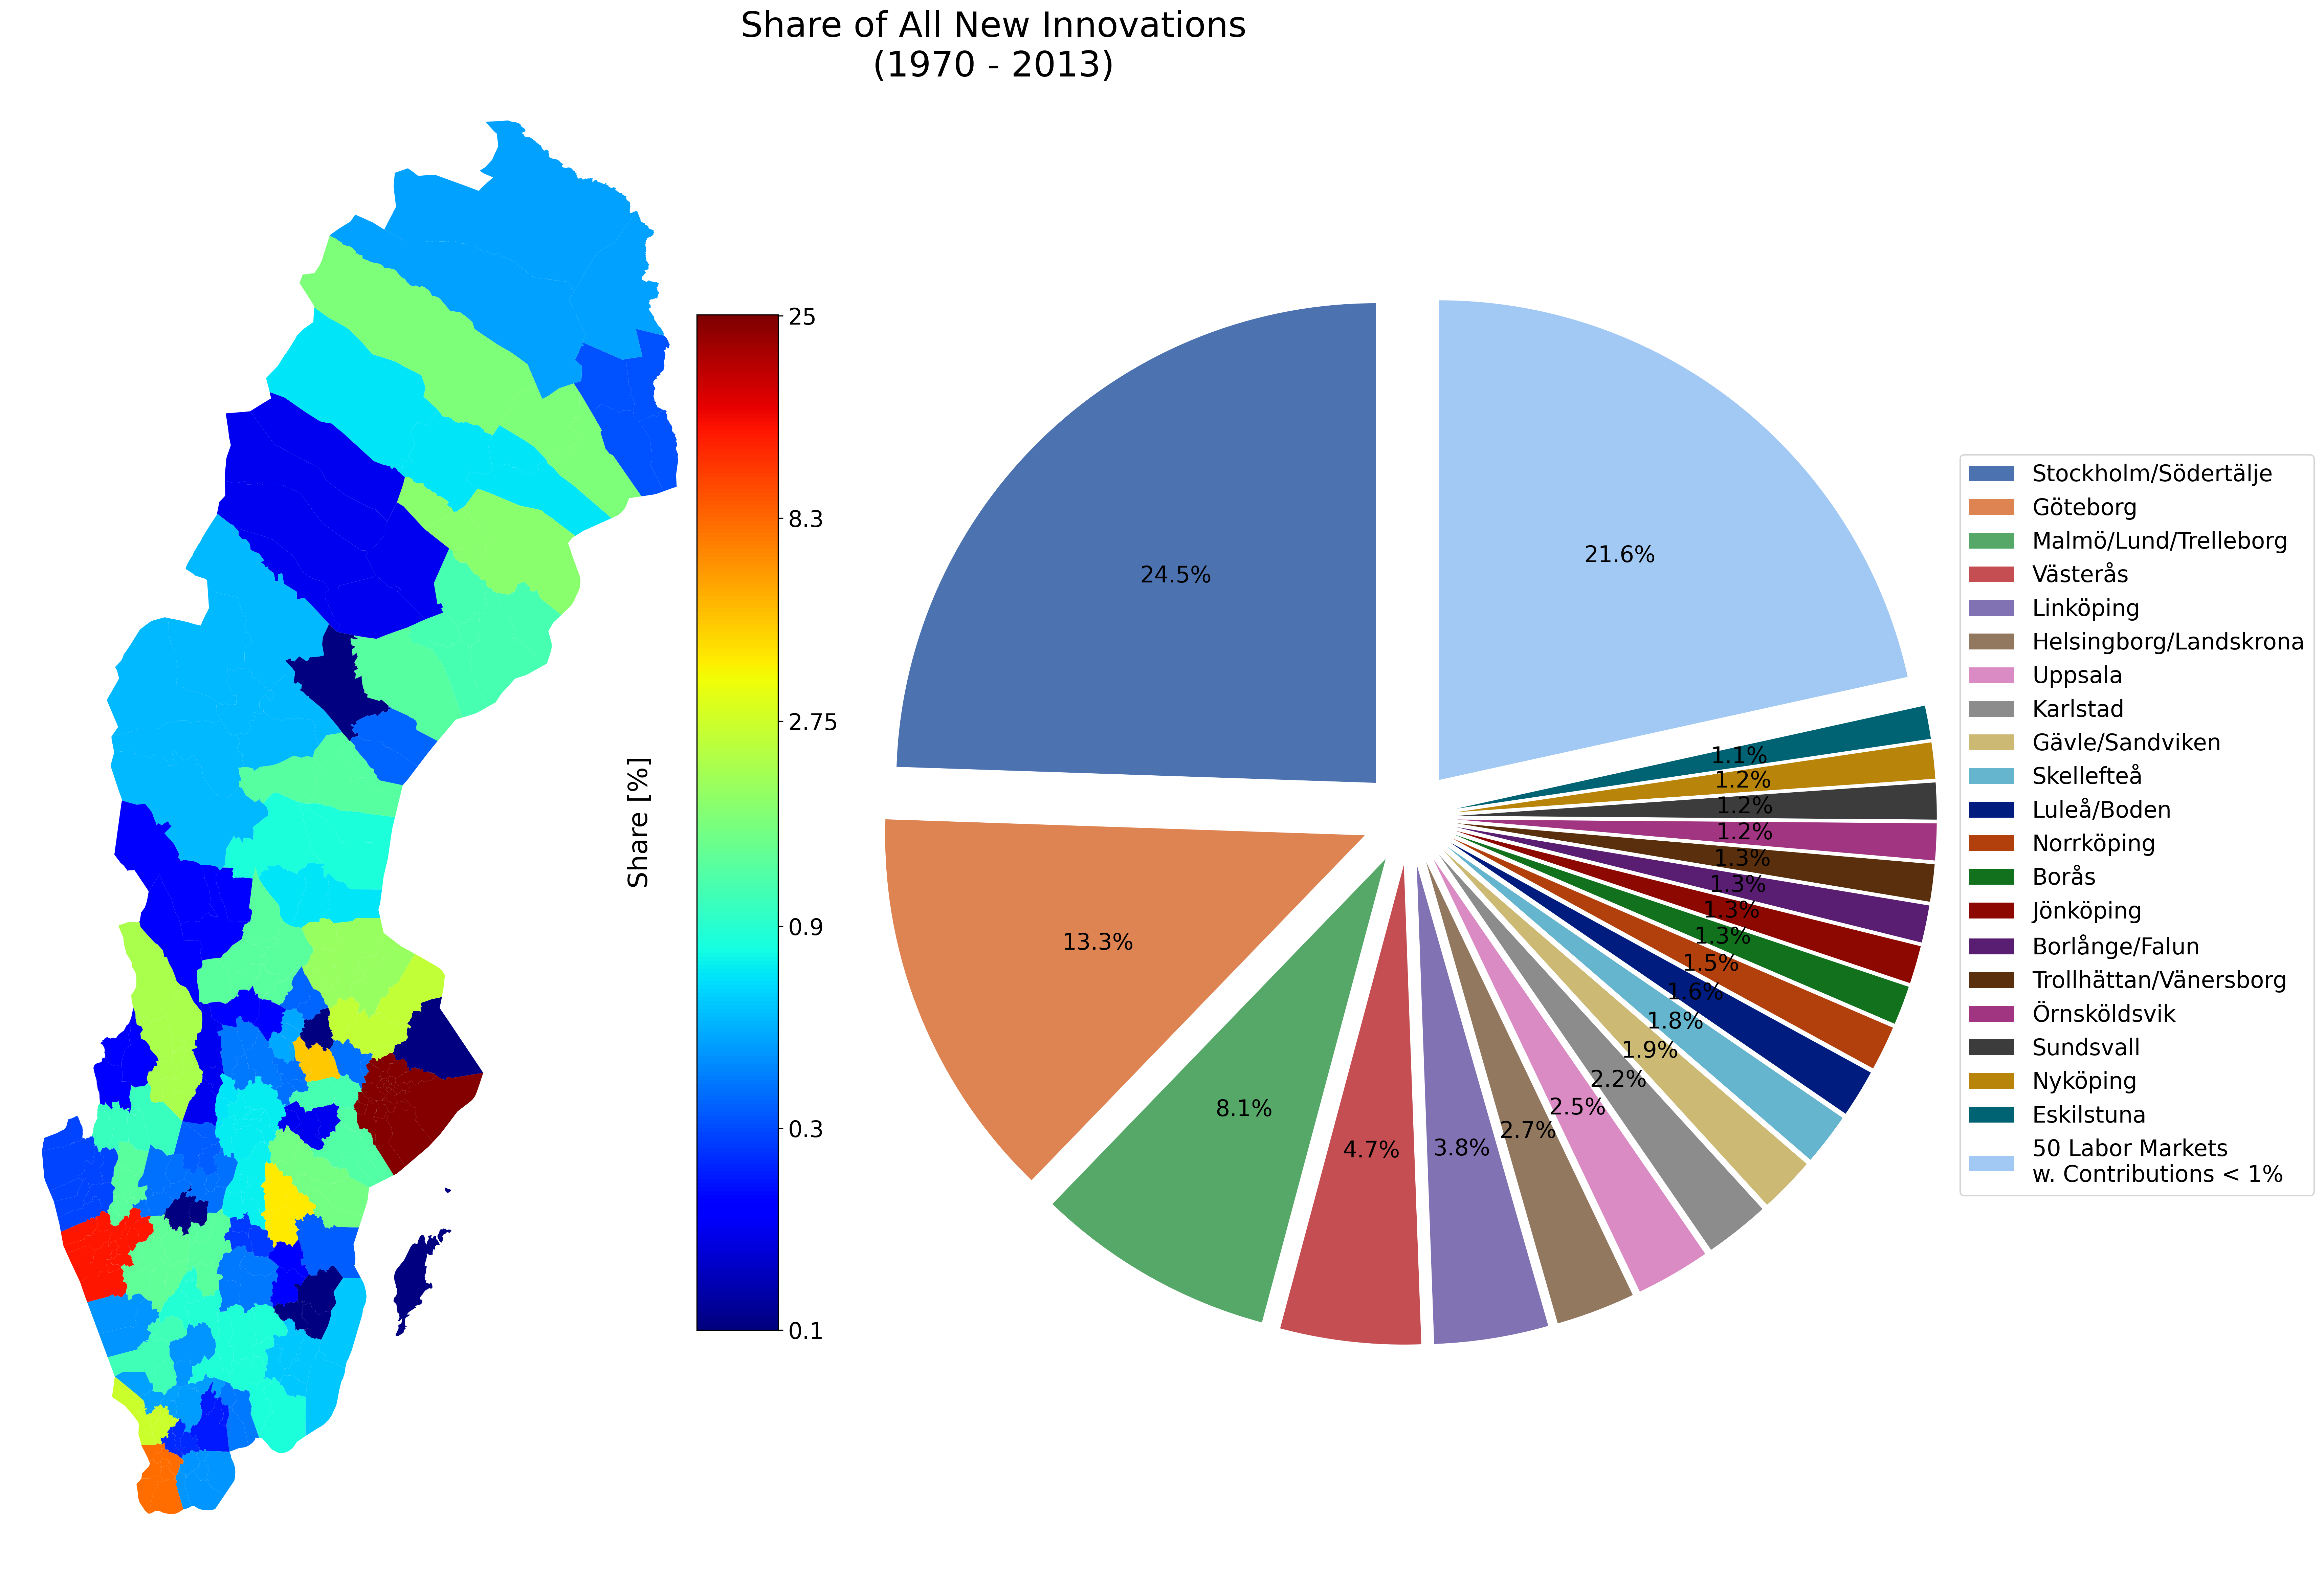 Share of All New Innovations
(1970 - 2013)
Share [%]
25
8.3
2.75
0.9
0.3
0.1
24.5%
13.3%
8.1%
4.7%
3.8%
2.7%
2.5%
2.2%
1.9%
1.8%
1.6%
1.5%
1.3%
1.3%
1.3%
1.3%
1.2%
1.2%
1.2%
1.1%
21.6%
Stockholm/Södertälje
Göteborg
Malmö/Lund/Trelleborg
Västerås
Linköping
Helsingborg/Landskrona
Uppsala
Karlstad
Gävle/Sandviken
Skellefteå
Luleå/Boden
Norrköping
Borås
Jönköping
Borlånge/Falun
Trollhättan/Vänersborg
Örnsköldsvik
Sundsvall
Nyköping
Eskilstuna
50 Labor Markets
w. Contributions < 1%